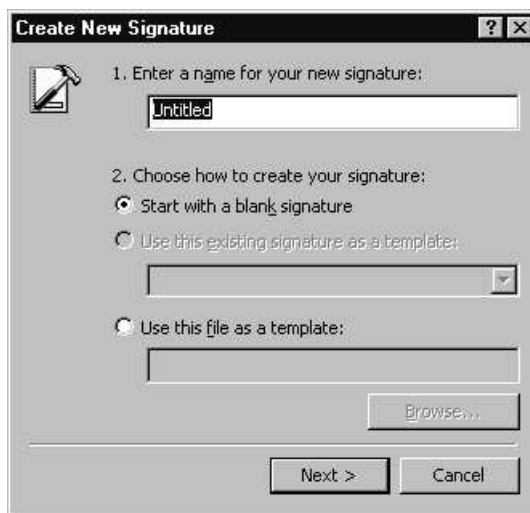 Create New Signature
1. Enter a name for your new signature:
Untitled
2. Choose how to create your signature:
Start with a blank signature
Use this existing signature as a template:
Use this file as a template:
Browse...
Next > Cancel